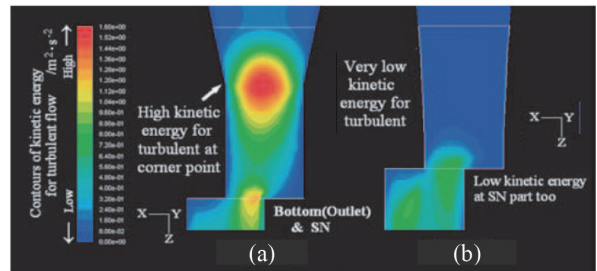 Contours of kinetic energy
for turbulent flow
/m²·s⁻²
Low
High
1.60e+00
1.52e+00
1.44e+00
1.36e+00
1.28e+00
1.20e+00
1.12e+00
1.04e+00
9.60e-01
8.80e-01
8.00e-01
7.20e-01
6.40e-01
5.60e-01
4.80e-01
4.00e-01
3.20e-01
2.40e-01
1.60e-01
8.00e-02
0.00e+00
High kinetic
energy for
turbulent at
corner point
X
Y
Z
Bottom(Outlet)
& SN
(a)
Very low
kinetic
energy for
turbulent
X
Y
Z
Low kinetic energy
at SN part too
(b)